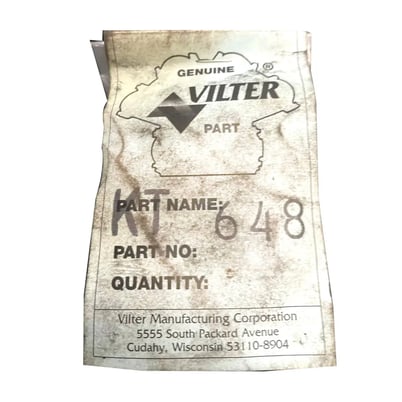 GENUINE
®
VILTER
PART
PART NAME:
KT 648
PART NO:
QUANTITY:
Vilter Manufacturing Corporation
5555 South Packard Avenue
Cudahy, Wisconsin 53110-8904